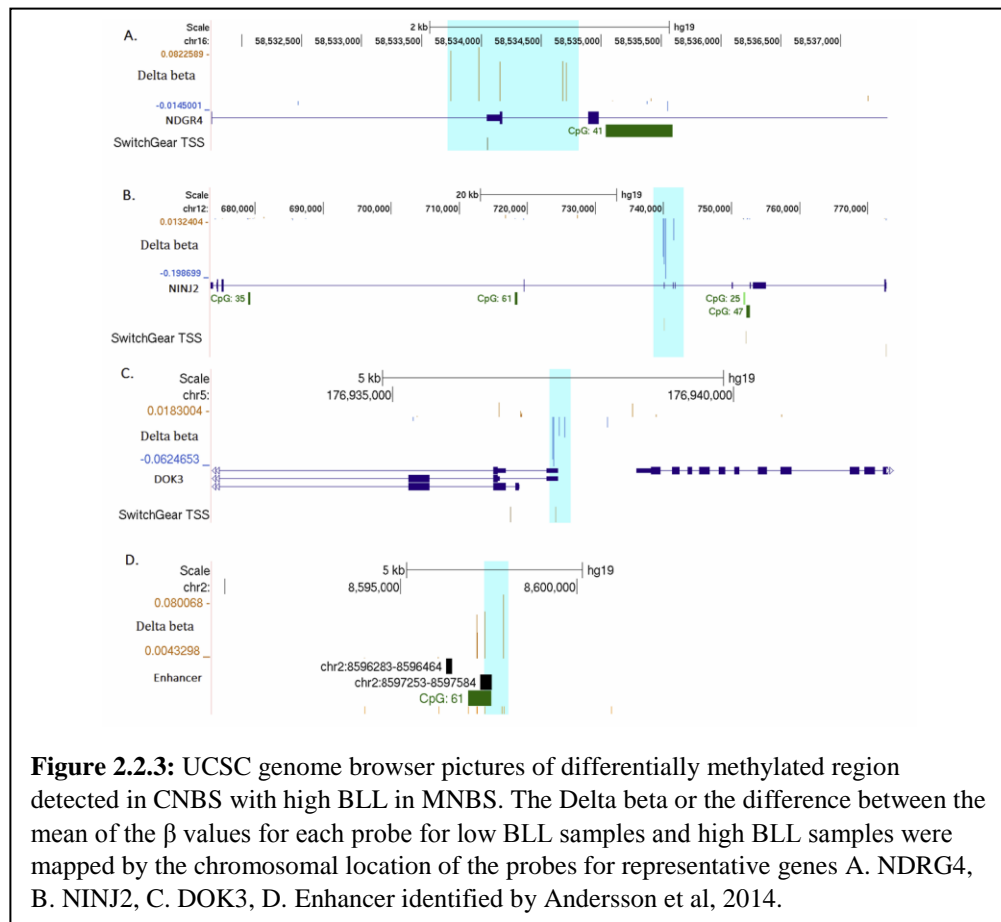 A.
Scale 2 kb hg19
chr16: 58,532,500 58,533,000 58,533,500 58,534,000 58,534,500 58,535,000 58,535,500 58,536,000 58,536,500 58,537,000
0.0822589
Delta beta
-0.0145001
NDGR4
CpG: 41
SwitchGear TSS
B.
Scale 20 kb hg19
chr12: 680,000 690,000 700,000 710,000 720,000 730,000 740,000 750,000 760,000 770,000
0.0132404
Delta beta
-0.198699
NINJ2
CpG: 35 CpG: 61 CpG: 25
CpG: 47
SwitchGear TSS
C.
Scale 5 kb hg19
chr5: 176,935,000 176,940,000
0.0183004
Delta beta
-0.0624653
DOK3
SwitchGear TSS
D.
Scale 5 kb hg19
chr2: 8,595,000 8,600,000
0.080068
Delta beta
0.0043298
chr2:8596283-8596464
Enhancer
chr2:8597253-8597584
CpG: 61
Figure 2.2.3: UCSC genome browser pictures of differentially methylated region
detected in CNBS with high BLL in MNBS. The Delta beta or the difference between the
mean of the β values for each probe for low BLL samples and high BLL samples were
mapped by the chromosomal location of the probes for representative genes A. NDRG4,
B. NINJ2, C. DOK3, D. Enhancer identified by Andersson et al, 2014.